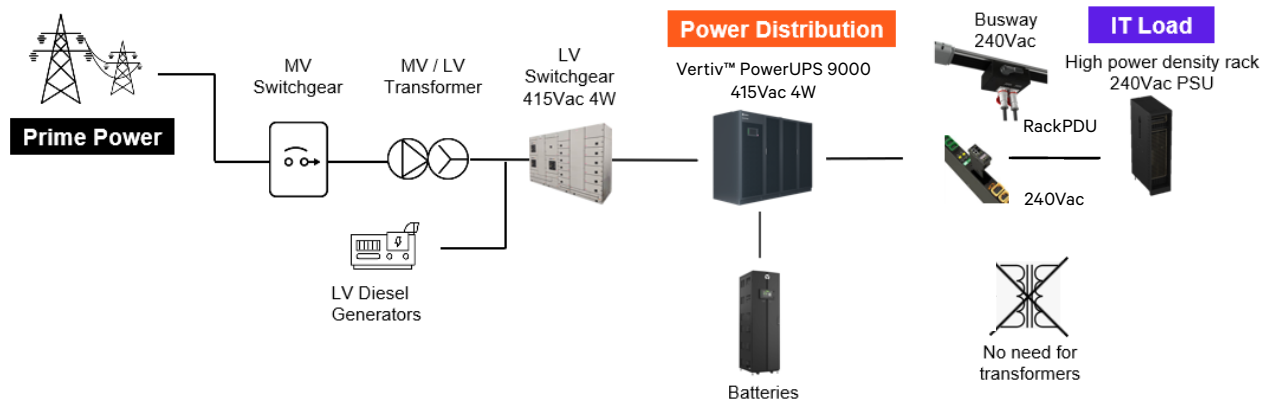 Prime Power
MV
Switchgear
MV / LV
Transformer
LV Diesel
Generators
LV
Switchgear
415Vac 4W
Power Distribution
Vertiv™ PowerUPS 9000
415Vac 4W
Batteries
Busway
240Vac
RackPDU
240Vac
IT Load
High power density rack
240Vac PSU
No need for
transformers